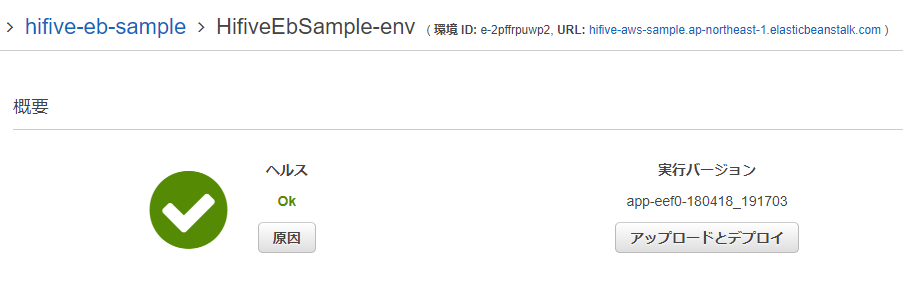 > hifive-eb-sample > HifiveEbSample-env ( 環境 ID: e-2pffrpuwp2, URL: hifive-aws-sample.ap-northeast-1.elasticbeanstalk.com )
概要
ヘルス
Ok
原因
実行バージョン
app-eef0-180418_191703
アップロードとデプロイ